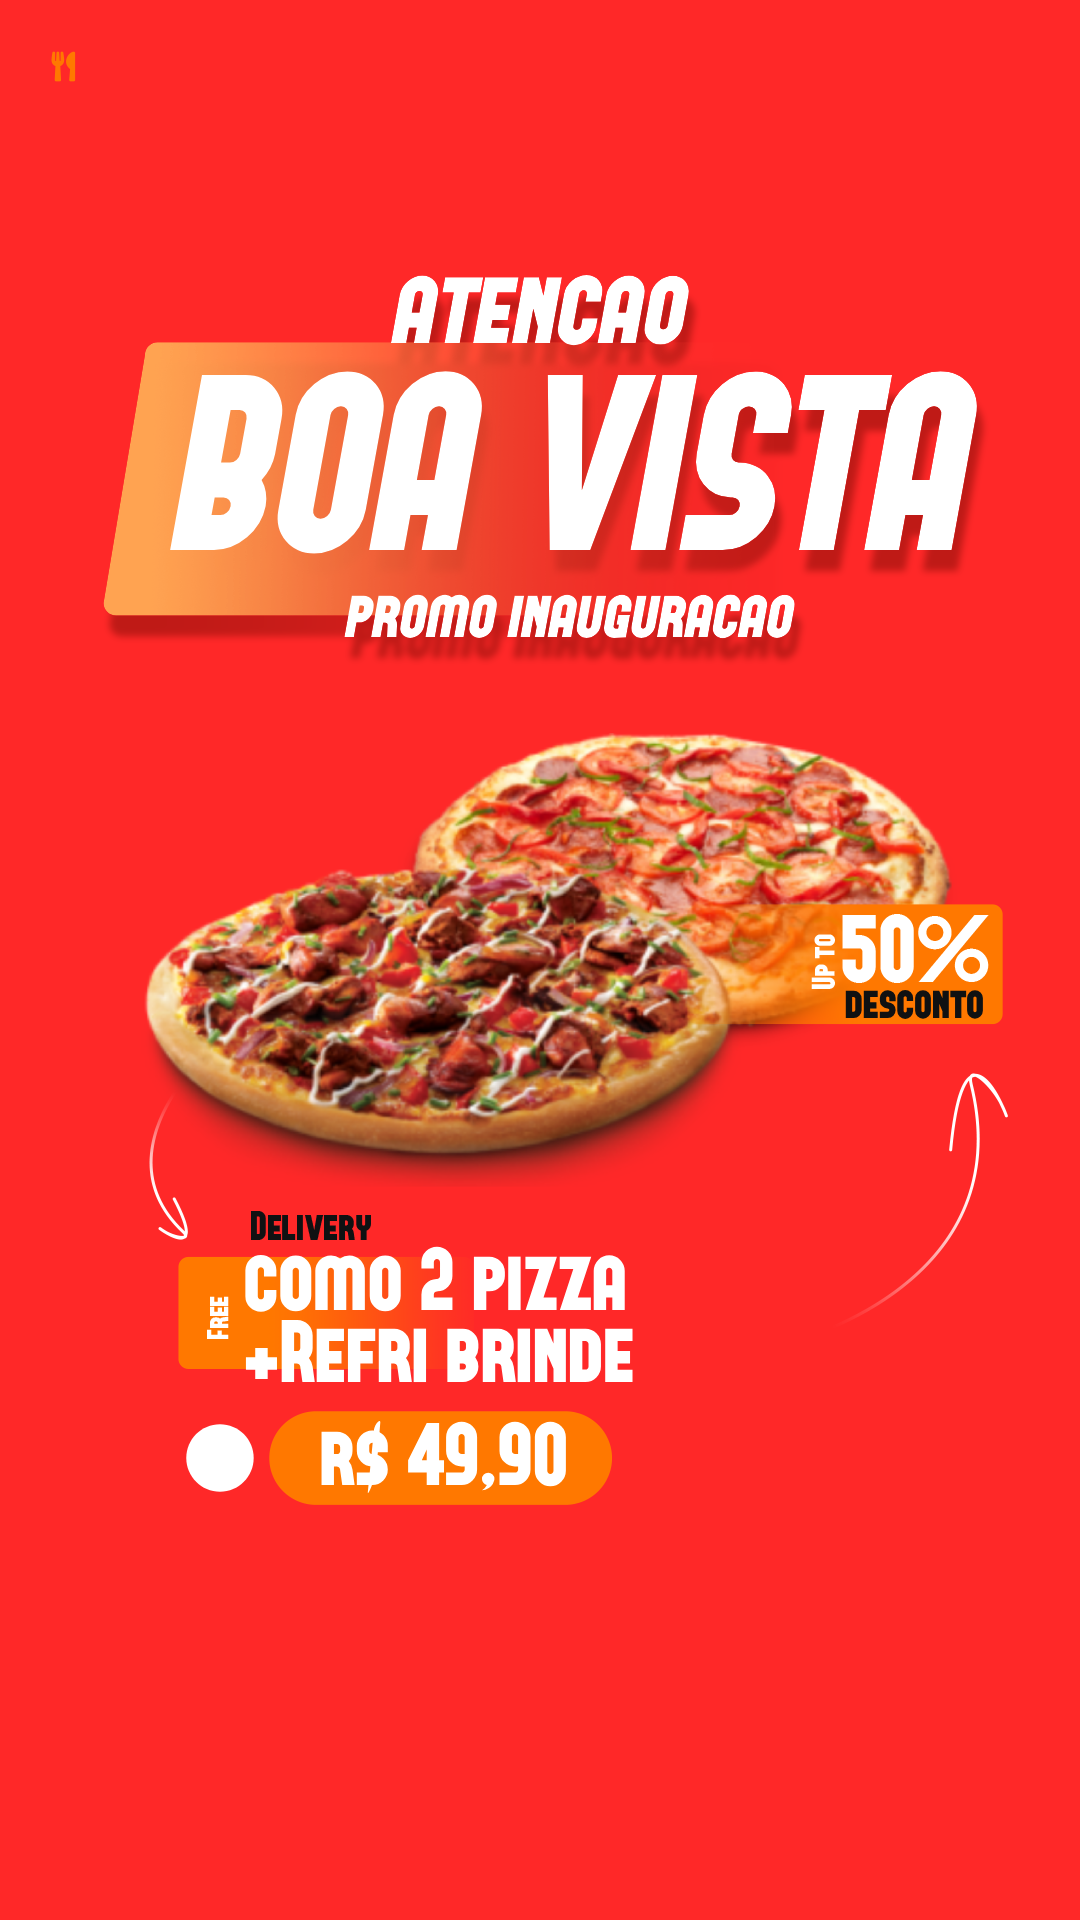 ATENCAO
BOA VISTA
PROMO INAUGURACAO
UP TO
50%
DESCONTO
DELIVERY
FREE
COMO 2 PIZZA
+REFRI BRINDE
R$ 49,90